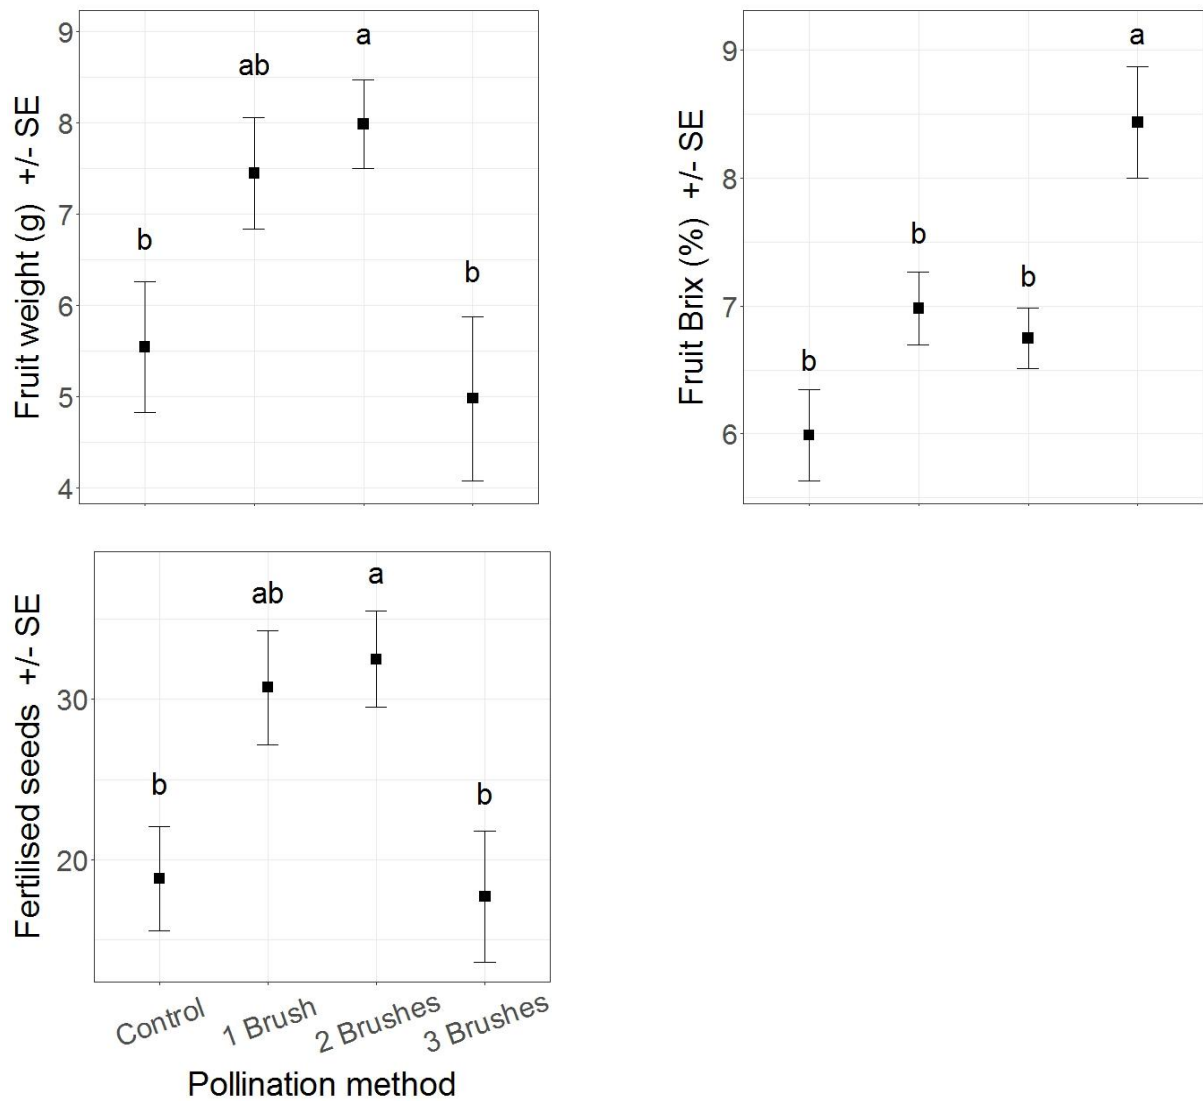 Fruit weight (g) +/- SE
9
8
7
6
5
4
b
ab
a
b
Fruit Brix (%) +/- SE
9
8
7
6
b
b
b
a
Fertilised seeds +/- SE
30
20
b
ab
a
b
Control
1 Brush
2 Brushes
3 Brushes
Pollination method